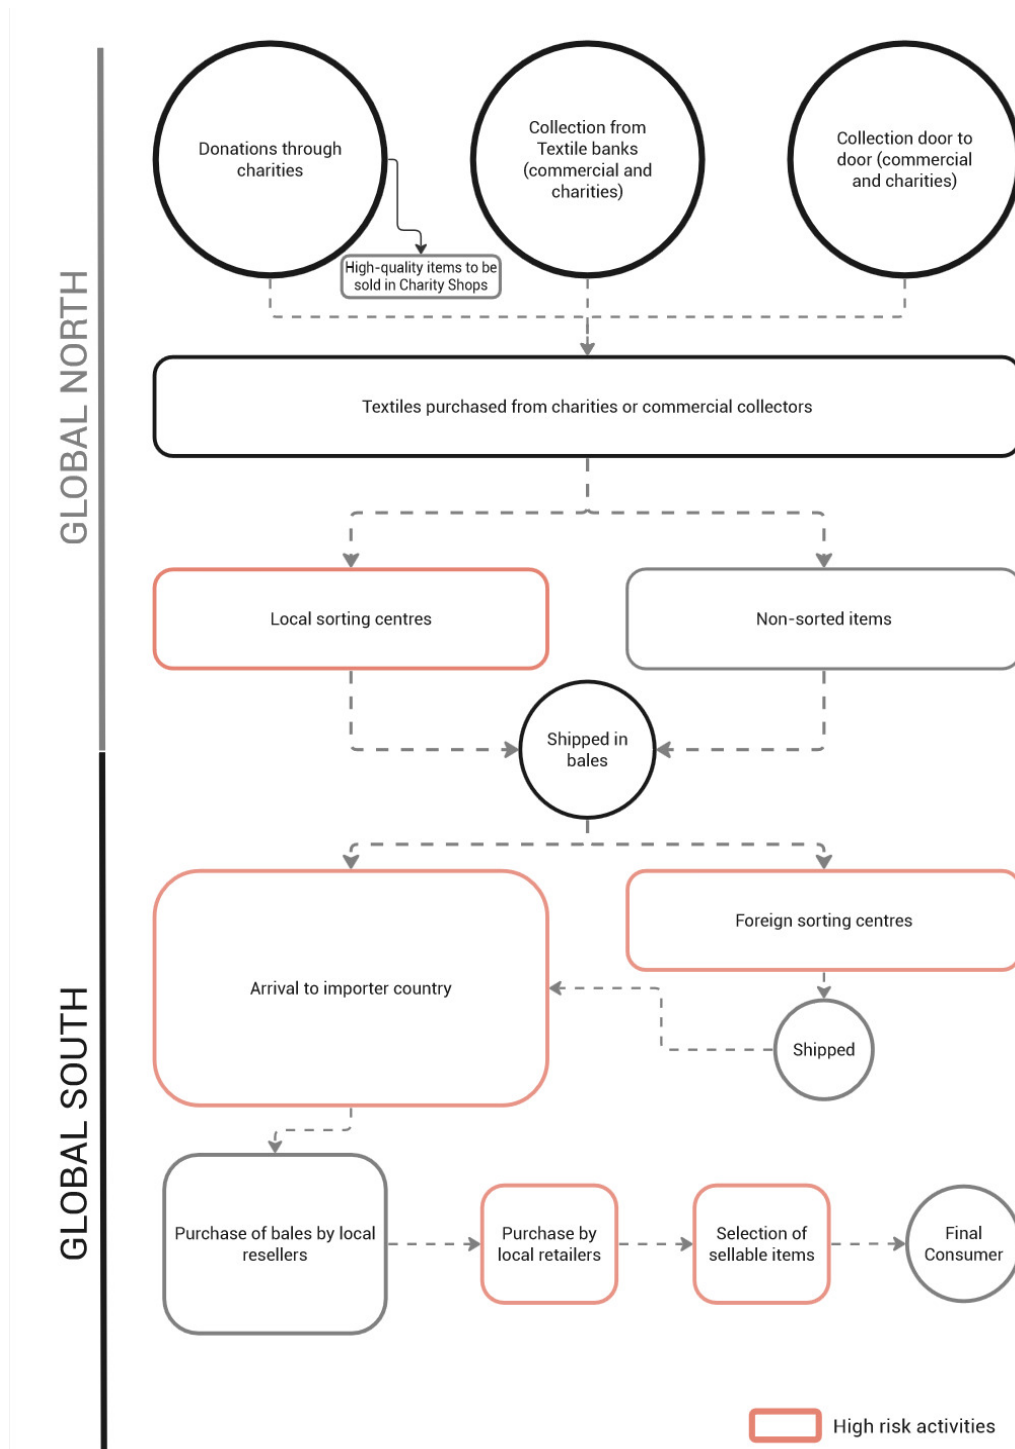 Donations through
charities
Collection from
Textile banks
(commercial and
charities)
Collection door to
door (commercial
and charities)
High-quality items to be
sold in Charity Shops
GLOBAL NORTH
Textiles purchased from charities or commercial collectors
Local sorting centres
Non-sorted items
Shipped in
bales
GLOBAL SOUTH
Foreign sorting centres
Arrival to importer country
Shipped
Purchase of bales by local
resellers
Purchase by
local retailers
Selection of
sellable items
Final
Consumer
High risk activities